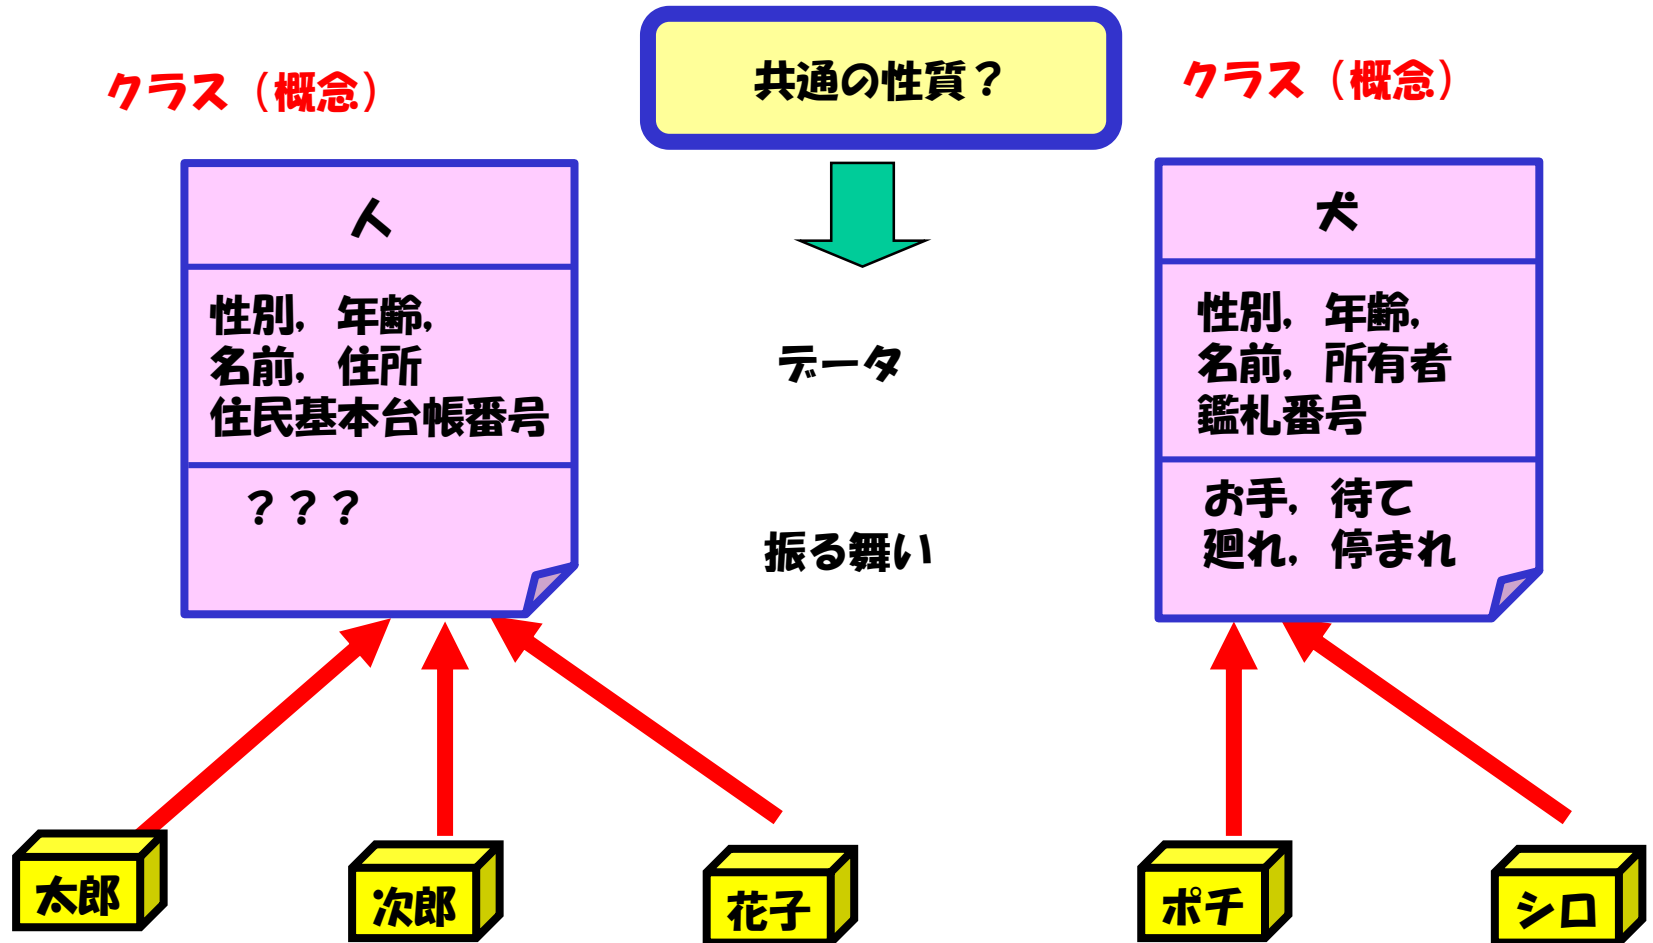 クラス（概念）
共通の性質？
クラス（概念）
人
性別，年齢，
名前，住所
住民基本台帳番号
？？？
データ
振る舞い
犬
性別，年齢，
名前，所有者
鑑札番号
お手，待て
廻れ，停まれ
太郎
次郎
花子
ポチ
シロ